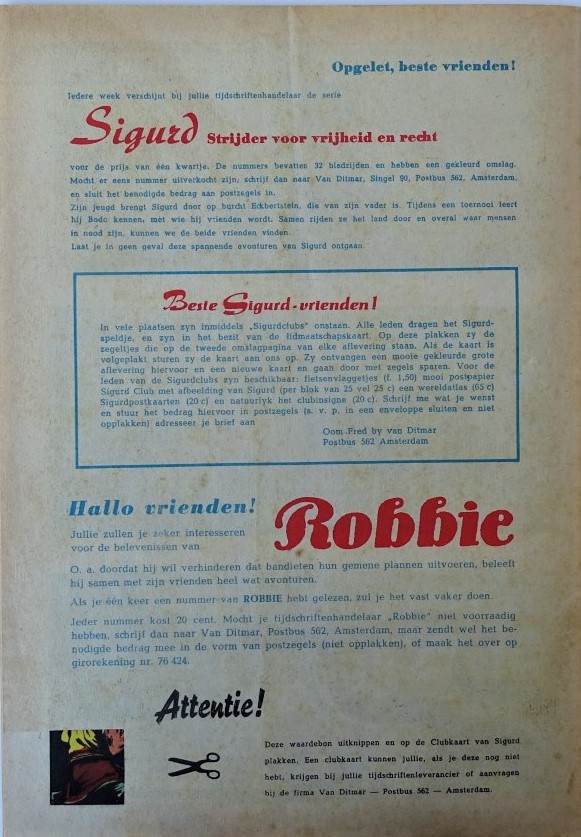 Opgelet, beste vrienden!
Iedere week verschijnt bij jullie tijdschriftenhandelaar de serie
Sigurd Strijder voor vrijheid en recht
voor de prijs van één kwartje. De nummers bevatten 32 bladzijden en hebben een gekleurd omslag.
Mocht er eens nummer uitverkocht zijn, schrijf dan naar Van Ditmar, Singel 90, Postbus 562, Amsterdam,
en sluit het benodigde bedrag aan postzegels in.
Zijn jeugd brengt Sigurd door op burcht Eckbertstein, die van zijn vader is. Tijdens een toernooi leert
hij Bodo kennen, met wie hij vrienden wordt. Samen rijden ze het land door en overal waar mensen
in nood zijn, kunnen we de beide vrienden vinden.
Laat je in geen geval deze spannende avonturen van Sigurd ontgaan.
Beste Sigurd-vrienden!
In vele plaatsen zyn inmiddels „Sigurdclubs" onstaan. Alle leden dragen het Sigurd-
speldje, en zyn in het bezit van de lidmaatschapskaart. Op deze plakken zy de
zegeltjes die op de tweede omslagpagina van elke aflevering staan. Als de kaart is
volgeplakt sturen zy de kaart aan ons op. Zy ontvangen een mooie gekleurde grote
aflevering hiervoor en een nieuwe kaart en gaan door met zegels sparen. Voor de
leden van de Sigurdclubs zyn beschikbaar: fietsenvlaggetjes (f. 1,50) mooi postpapier
Sigurd Club met afbeelding van Sigurd (per blok van 25 vel 25 c) een wereldatlas (65 c)
Sigurdpostkaarten (20 c) en natuurlyk het clubinsigne (20 c). Schrijf me wat je wenst
en stuur het bedrag hiervoor in postzegels (s. v. p. in een enveloppe sluiten en niet
opplakken) adresseer je brief aan
Oom Fred by van Ditmar
Postbus 562 Amsterdam
Hallo vrienden!
Jullie zullen je zeker interesseren
voor de belevenissen van
Robbie
O. a. doordat hij wil verhinderen dat bandieten hun gemene plannen uitvoeren, beleeft
hij samen met zijn vrienden heel wat avonturen.
Als je één keer een nummer van ROBBIE hebt gelezen, zul je het vast vaker doen.
Jeder nummer kost 20 cent. Mocht je tijdschriftenhandelaar „Robbie" niet voorraadig
hebben, schrijf dan naar Van Ditmar, Postbus 562, Amsterdam, maar zendt wel het be-
nodigde bedrag mee in de vorm van postzegels (niet opplakken), of maak het over op
girorekening nr. 76 424.
Attentie!
Deze waardebon uitknippen en op de Clubkaart van Sigurd
plakken. Een clubkaart kunnen jullie, als je deze nog niet
hebt, krijgen bij jullie tijdschriftenleverancier of aanvragen
bij de firma Van Ditmar — Postbus 562 — Amsterdam.